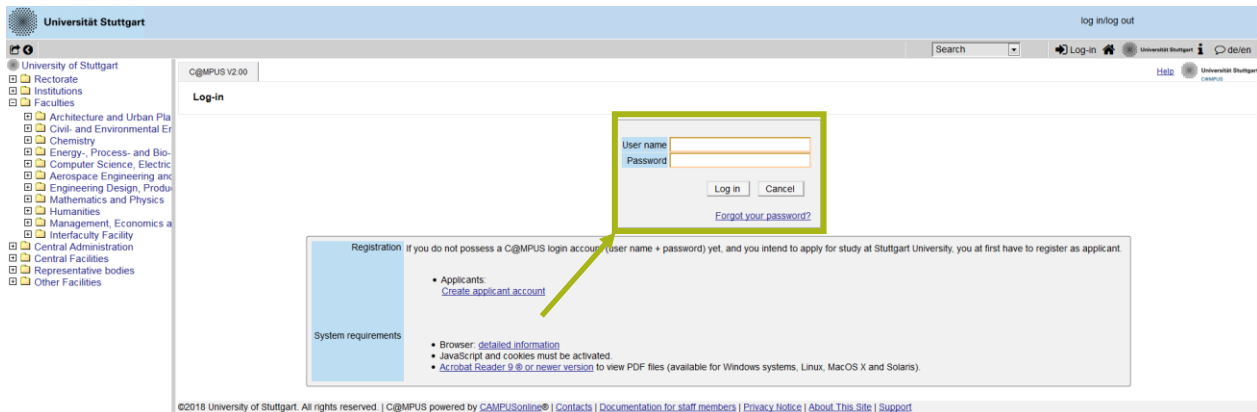 Universität Stuttgart
log in/log out
Search
Log-in
Universität Stuttgart
de/en
University of Stuttgart
Rectorate
Institutions
Faculties
Architecture and Urban Pla
Civil- and Environmental Er
Chemistry
Energy-, Process- and Bio-
Computer Science, Electric
Aerospace Engineering and
Engineering Design, Produ
Mathematics and Physics
Humanities
Management, Economics a
Interfaculty Facility
Central Administration
Central Facilities
Representative bodies
Other Facilities
C@MPUS V2.00
Help
Universität Stuttgart
C@MPUS
Log-in
User name
Password
Log in Cancel
Forgot your password?
Registration If you do not possess a C@MPUS login account (user name + password) yet, and you intend to apply for study at Stuttgart University, you at first have to register as applicant.
• Applicants:
Create applicant account
System requirements
• Browser: detailed information
• JavaScript and cookies must be activated.
• Acrobat Reader 9 ® or newer version to view PDF files (available for Windows systems, Linux, MacOS X and Solaris).
©2018 University of Stuttgart. All rights reserved. | C@MPUS powered by CAMPUSonline® | Contacts | Documentation for staff members | Privacy Notice | About This Site | Support